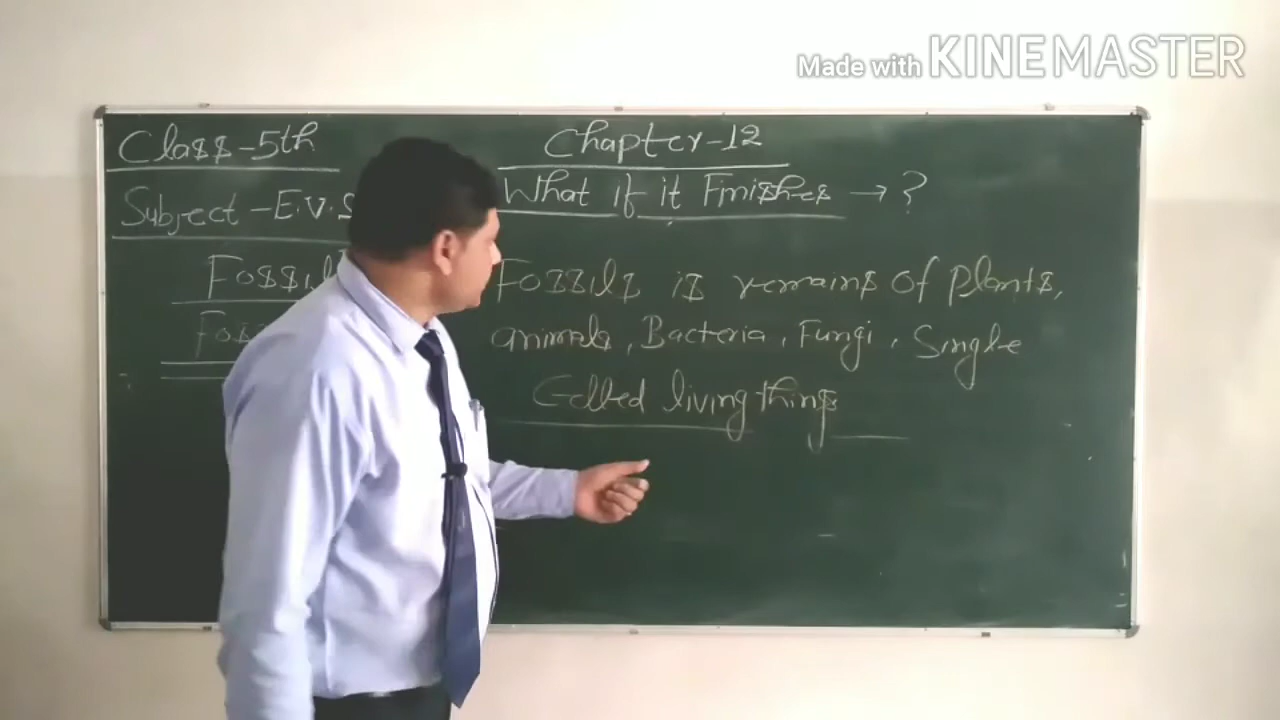 Made with KINEMASTER
Class-5th
Chapter-12
Subject-E.V.S
What if it Finishes → ?
Fossil
Fossils is remains of plants,
animals, Bacteria, Fungi, Single
Celled living things